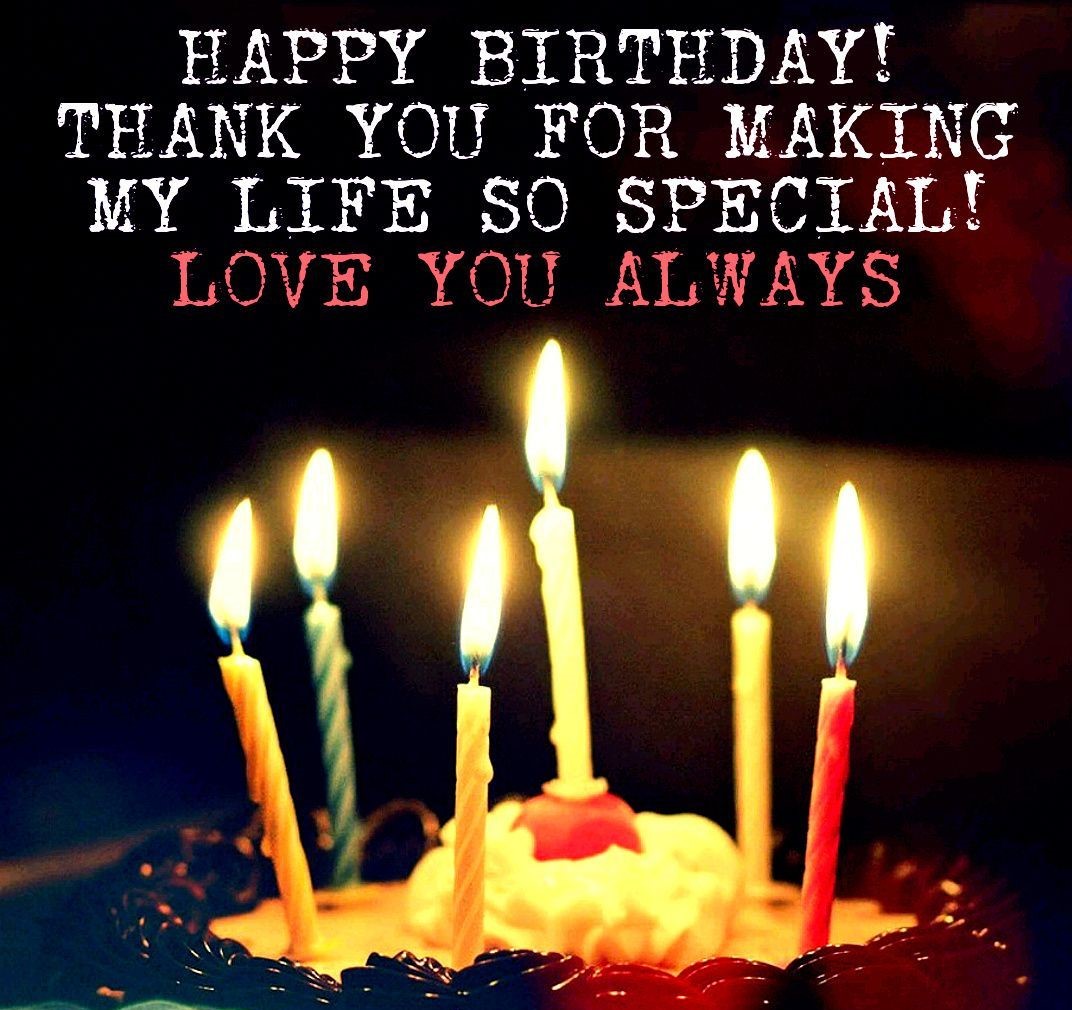 HAPPY BIRTHDAY!
THANK YOU FOR MAKING
MY LIFE SO SPECIAL!
LOVE YOU ALWAYS